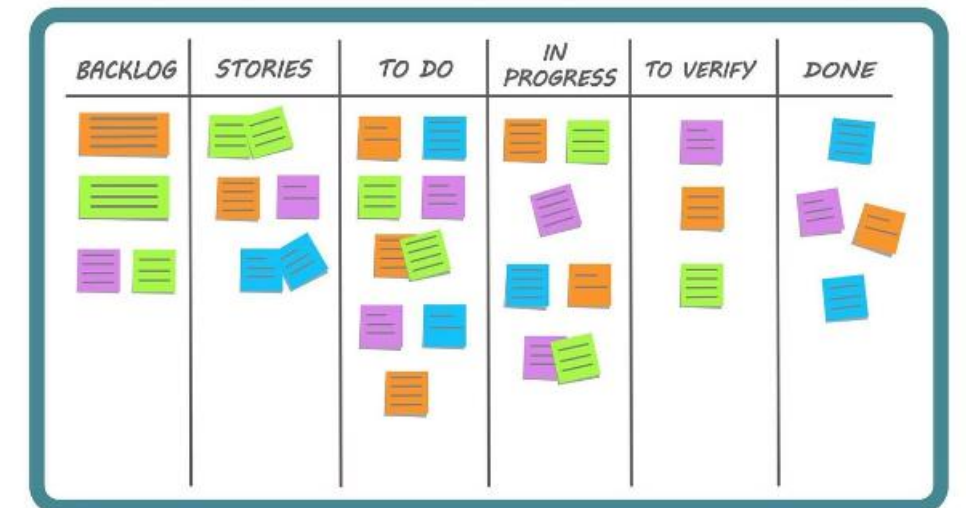 BACKLOG
STORIES
TO DO
IN
PROGRESS
TO VERIFY
DONE